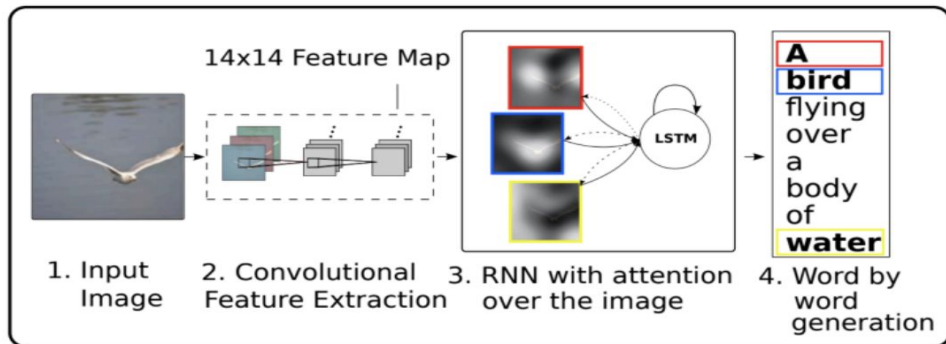 14x14 Feature Map
LSTM
A
bird
flying
over
a
body
of
water
1. Input
Image
2. Convolutional
Feature Extraction
3. RNN with attention
over the image
4. Word by
word
generation